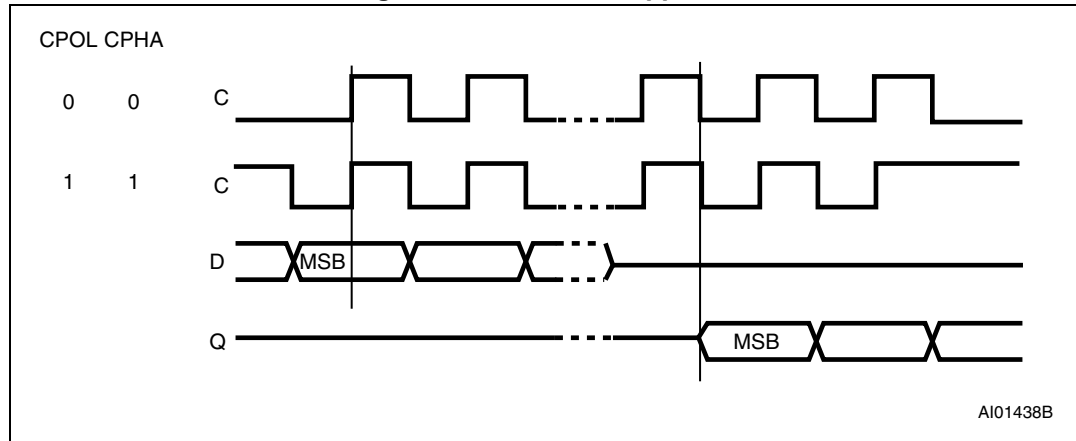 CPOL CPHA
0 0 C
1 1 C
D MSB
Q MSB
AI01438B